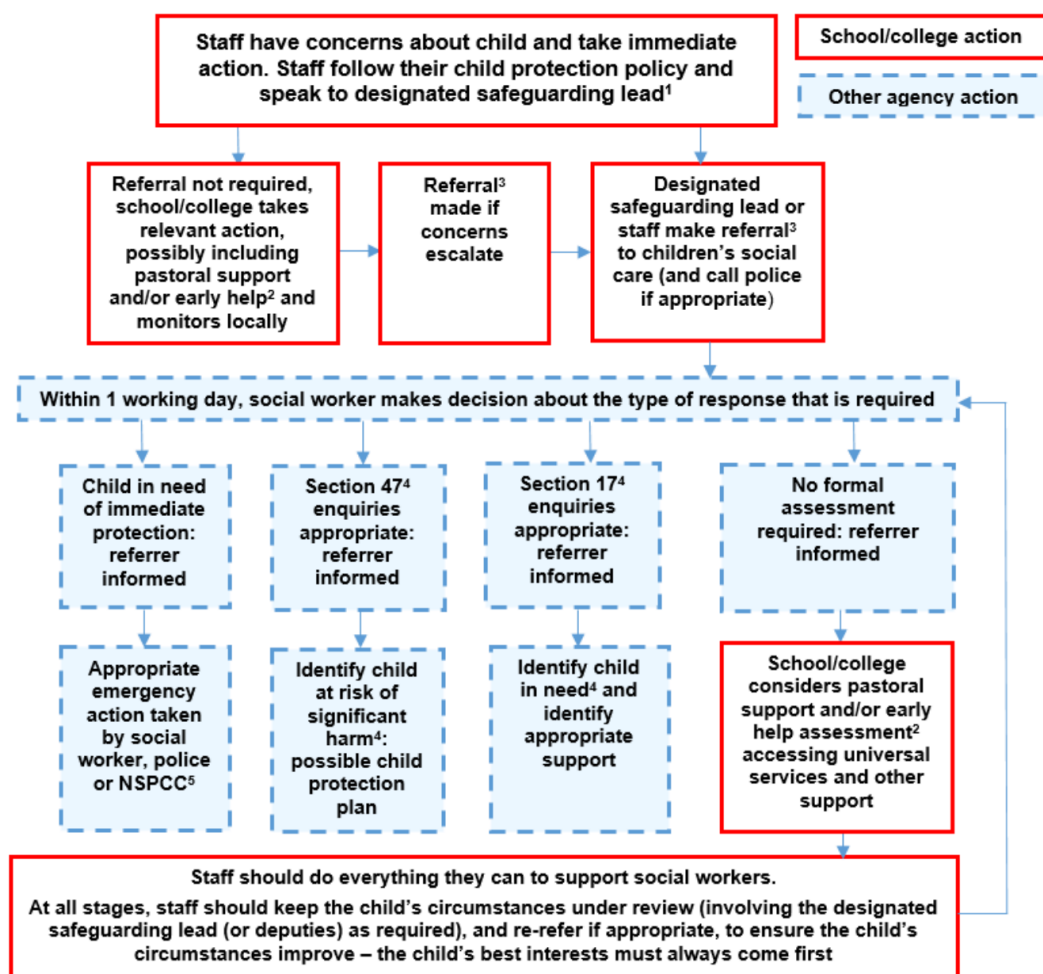 Staff have concerns about child and take immediate
action. Staff follow their child protection policy and
speak to designated safeguarding lead¹
School/college action
Other agency action
Referral not required,
school/college takes
relevant action,
possibly including
pastoral support
and/or early help² and
monitors locally
Referral³
made if
concerns
escalate
Designated
safeguarding lead or
staff make referral³
to children’s social
care (and call police
if appropriate)
Within 1 working day, social worker makes decision about the type of response that is required
Child in need
of immediate
protection:
referrer
informed
Section 47⁴
enquiries
appropriate:
referrer
informed
Section 17⁴
enquiries
appropriate:
referrer
informed
No formal
assessment
required: referrer
informed
Appropriate
emergency
action taken
by social
worker, police
or NSPCC⁵
Identify child
at risk of
significant
harm⁴:
possible child
protection
plan
Identify child
in need⁴ and
identify
appropriate
support
School/college
considers pastoral
support and/or early
help assessment²
accessing universal
services and other
support
Staff should do everything they can to support social workers.
At all stages, staff should keep the child’s circumstances under review (involving the designated
safeguarding lead (or deputies) as required), and re-refer if appropriate, to ensure the child’s
circumstances improve – the child’s best interests must always come first